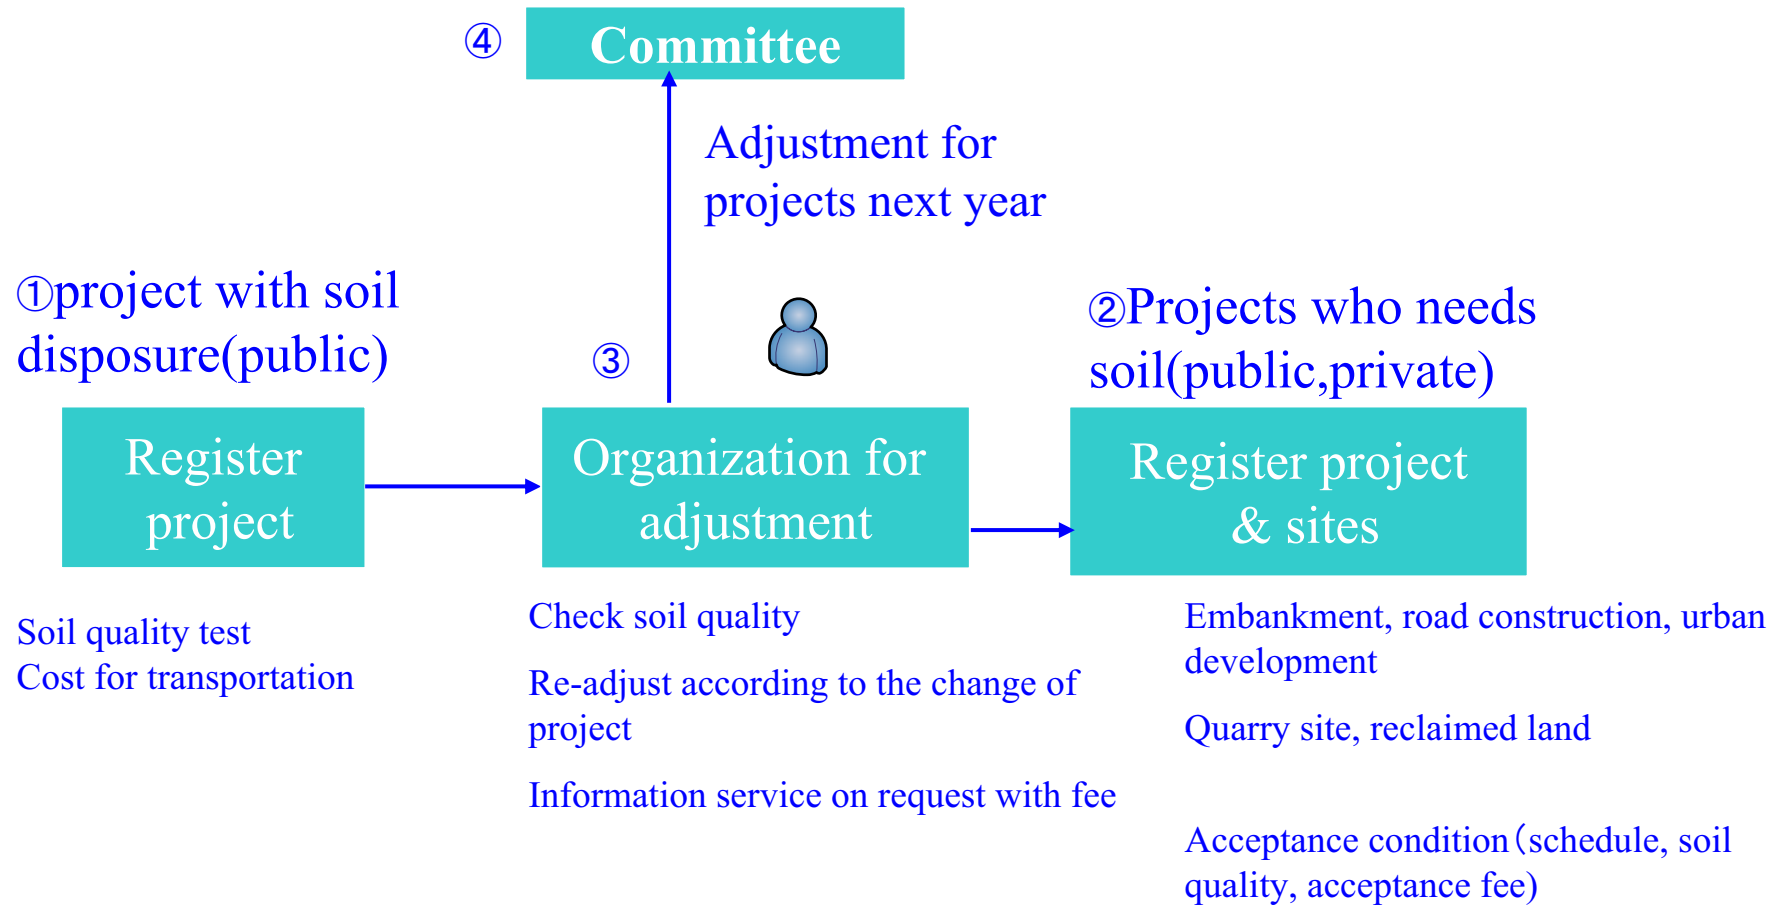 ④
Committee
Adjustment for
projects next year
①project with soil
disposure(public)
Register
project
Soil quality test
Cost for transportation
③
Organization for
adjustment
Check soil quality
Re-adjust according to the change of
project
Information service on request with fee
②Projects who needs
soil(public,private)
Register project
& sites
Embankment, road construction, urban
development
Quarry site, reclaimed land
Acceptance condition（schedule, soil
quality, acceptance fee)